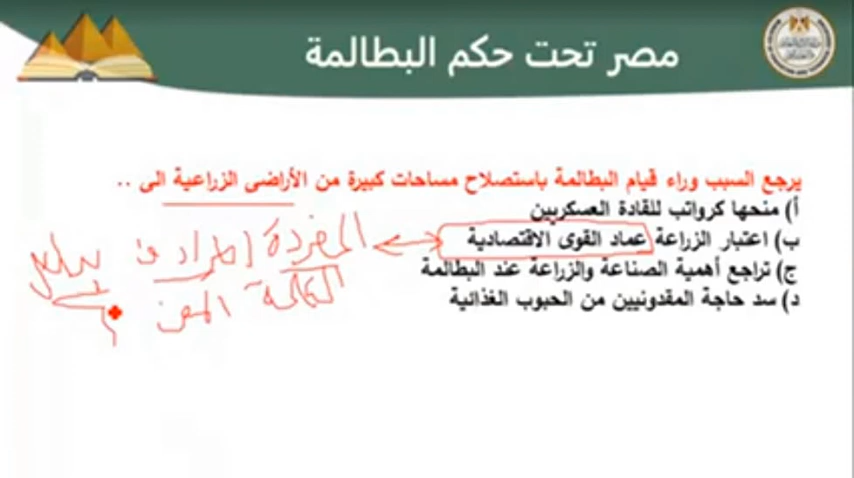 مصر تحت حكم البطالمة
يرجع السبب وراء قيام البطالمة باستصلاح مساحات كبيرة من الأراضى الزراعية الى ..
أ) منحها كرواتب للقادة العسكريين
ب) اعتبار الزراعة عماد القوى الاقتصادية
ج) تراجع أهمية الصناعة والزراعة عند البطالمة
د) سد حاجة المقدونيين من الحبوب الغذائية
المفردة المرادف
الكلمة